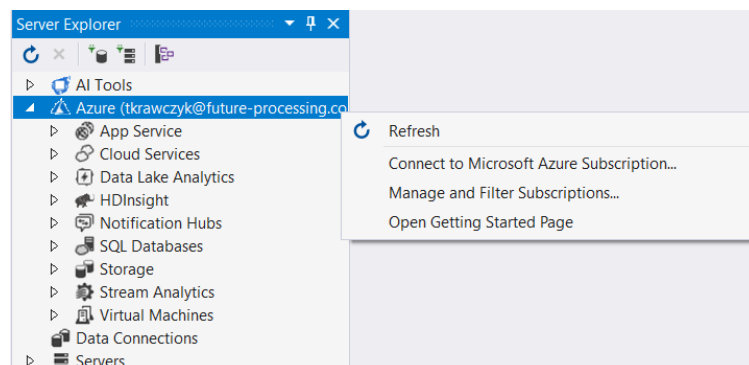 Server Explorer
AI Tools
Azure (tkrawczyk@future-processing.co
App Service
Cloud Services
Data Lake Analytics
HDInsight
Notification Hubs
SQL Databases
Storage
Stream Analytics
Virtual Machines
Data Connections
Servers
Refresh
Connect to Microsoft Azure Subscription...
Manage and Filter Subscriptions...
Open Getting Started Page